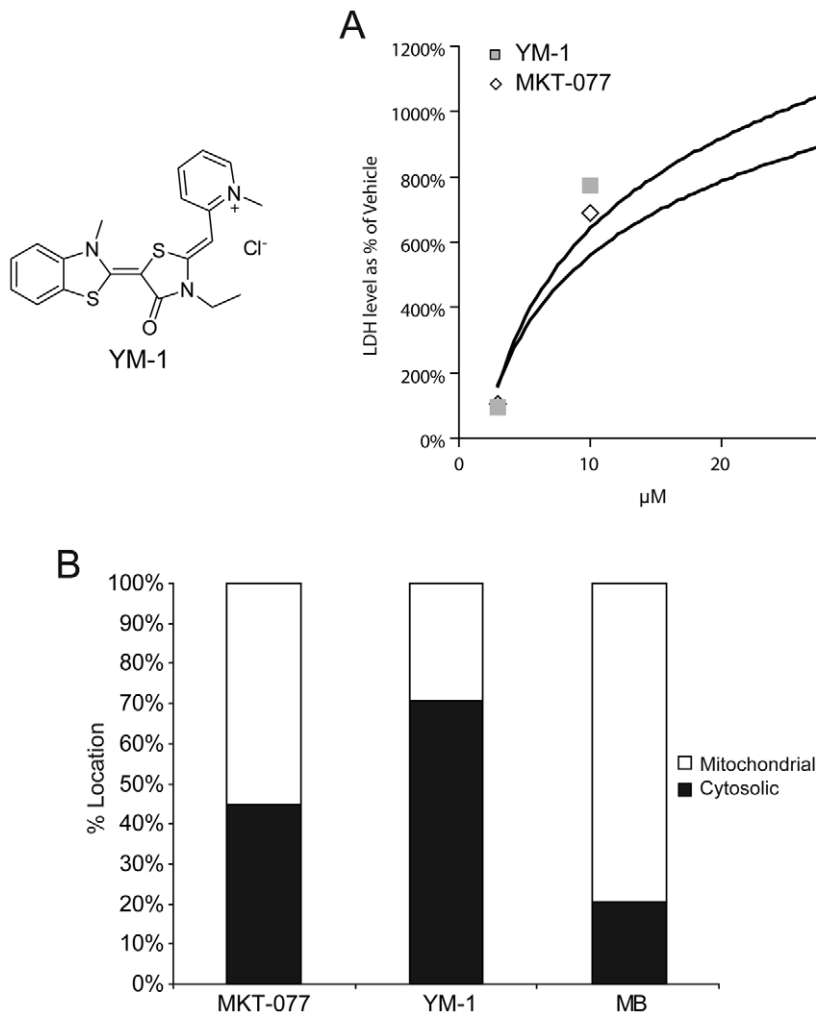 A
1200%
1000%
800%
600%
400%
200%
0%
LDH level as % of Vehicle
YM-1
MKT-077
0
10
20
µM
N
+
N
S
S
N
O
Cl-
YM-1
B
100%
90%
80%
70%
60%
50%
40%
30%
20%
10%
0%
% Location
Mitochondrial
Cytosolic
MKT-077
YM-1
MB